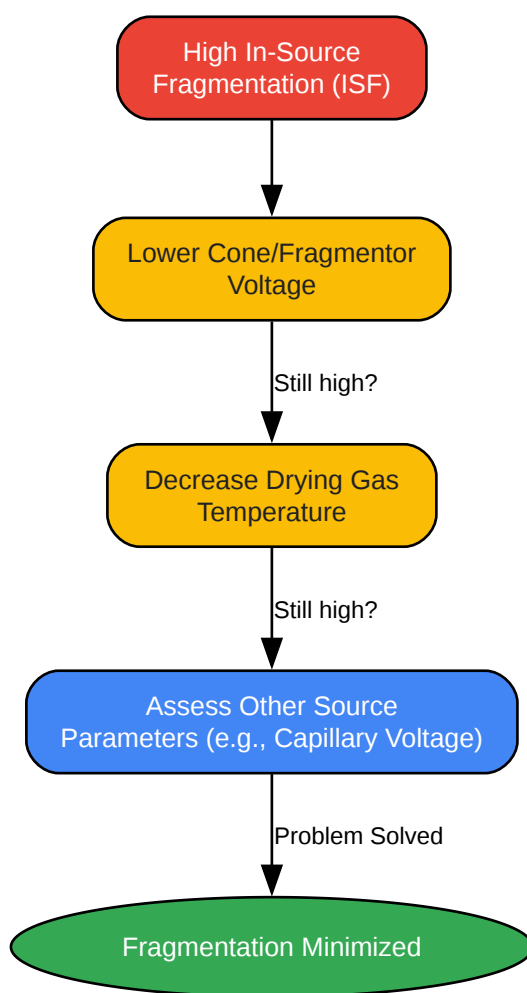 High In-Source
Fragmentation (ISF)
Lower Cone/Fragmentor
Voltage
Still high?
Decrease Drying Gas
Temperature
Still high?
Assess Other Source
Parameters (e.g., Capillary Voltage)
Problem Solved
Fragmentation Minimized